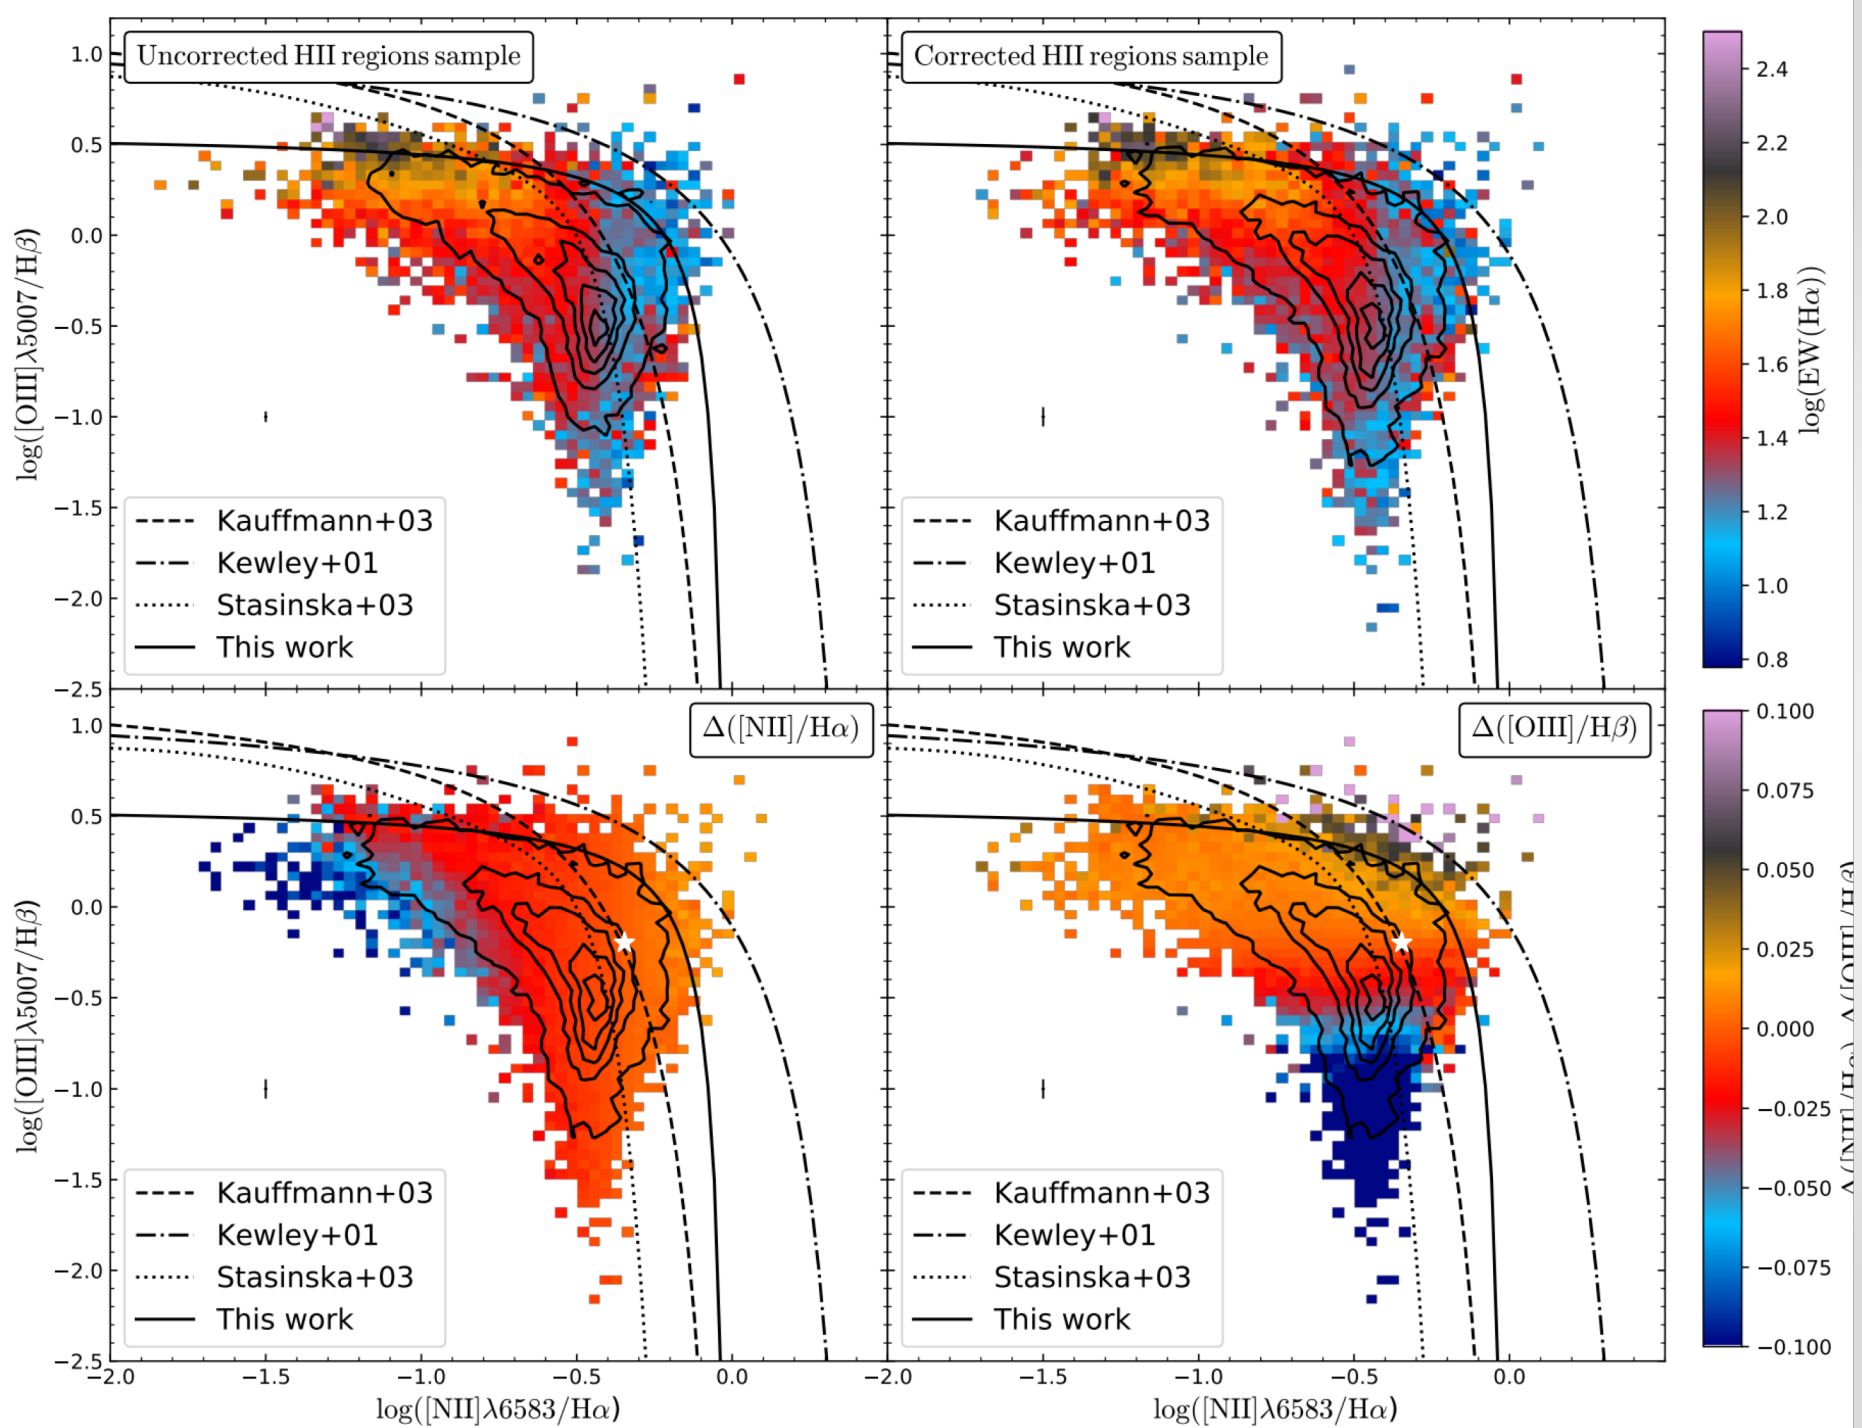 Uncorrected HII regions sample
Corrected HII regions sample
1.0
0.5
0.0
−0.5
−1.0
−1.5
−2.0
−2.5
log([OIII]λ5007/Hβ)
Kauffmann+03
Kewley+01
Stasinska+03
This work
Kauffmann+03
Kewley+01
Stasinska+03
This work
2.4
2.2
2.0
1.8
1.6
1.4
1.2
1.0
0.8
log(EW(Hα))
Δ([NII]/Hα)
Δ([OIII]/Hβ)
1.0
0.5
0.0
−0.5
−1.0
−1.5
−2.0
−2.5
log([OIII]λ5007/Hβ)
Kauffmann+03
Kewley+01
Stasinska+03
This work
Kauffmann+03
Kewley+01
Stasinska+03
This work
0.100
0.075
0.050
0.025
0.000
−0.025
−0.050
−0.075
−0.100
−2.0
−1.5
−1.0
−0.5
0.0
−1.5
−1.0
−0.5
0.0
log([NII]λ6583/Hα)
log([NII]λ6583/Hα)